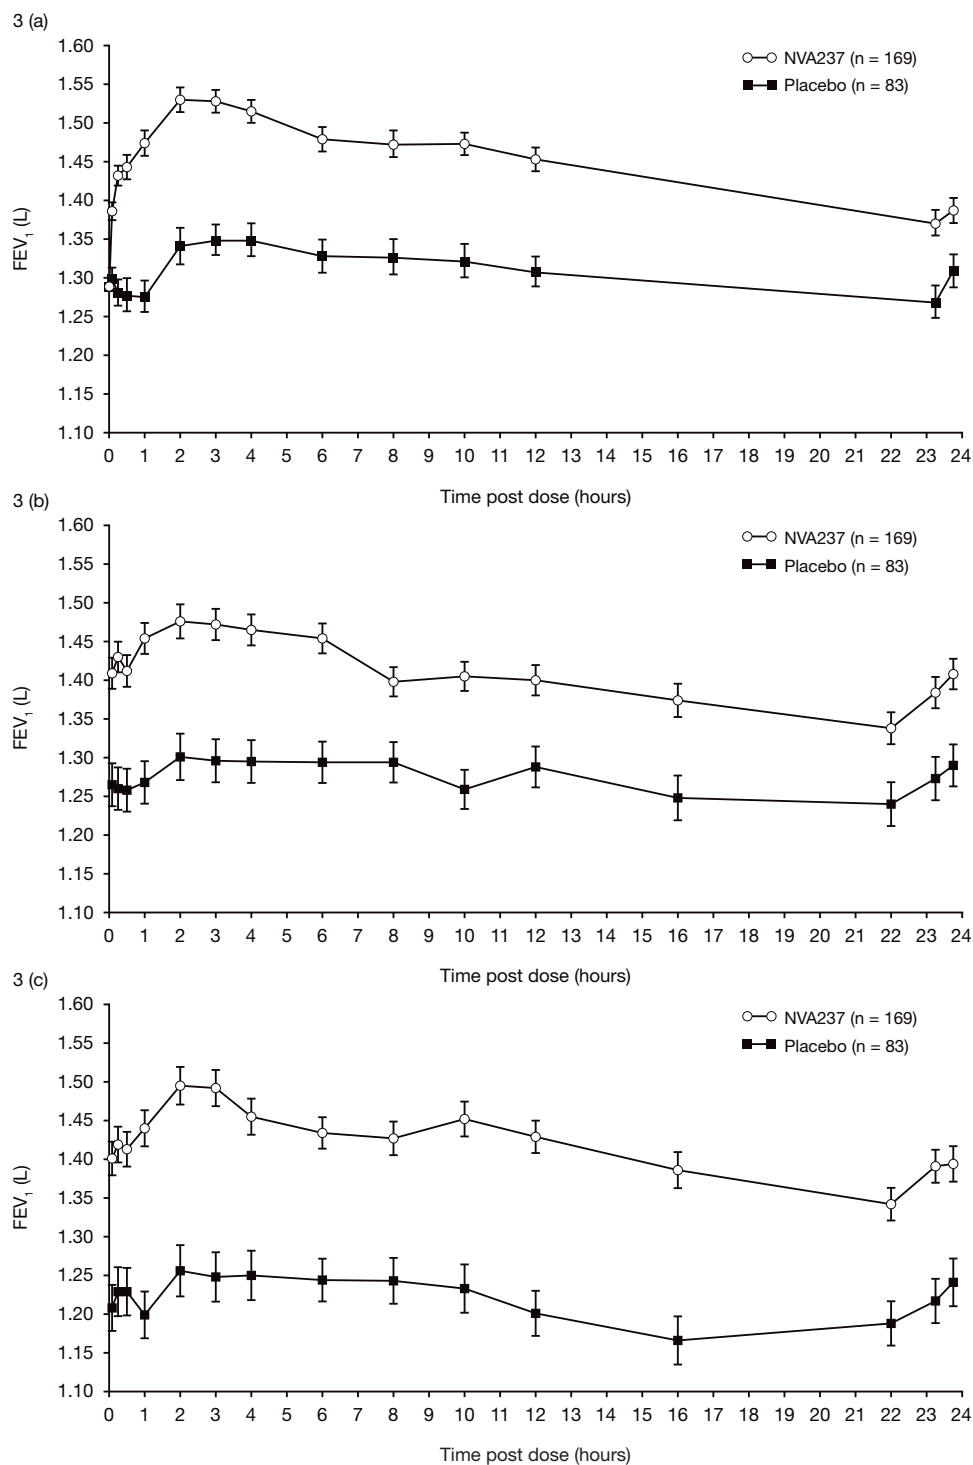 3 (a)
1.60
1.55
1.50
1.45
1.40
1.35
1.30
1.25
1.20
1.15
1.10
FEV₁ (L)
NVA237 (n = 169)
Placebo (n = 83)
0 1 2 3 4 5 6 7 8 9 10 11 12 13 14 15 16 17 18 19 20 21 22 23 24
Time post dose (hours)
3 (b)
1.60
1.55
1.50
1.45
1.40
1.35
1.30
1.25
1.20
1.15
1.10
FEV₁ (L)
NVA237 (n = 169)
Placebo (n = 83)
0 1 2 3 4 5 6 7 8 9 10 11 12 13 14 15 16 17 18 19 20 21 22 23 24
Time post dose (hours)
3 (c)
1.60
1.55
1.50
1.45
1.40
1.35
1.30
1.25
1.20
1.15
1.10
FEV₁ (L)
NVA237 (n = 169)
Placebo (n = 83)
0 1 2 3 4 5 6 7 8 9 10 11 12 13 14 15 16 17 18 19 20 21 22 23 24
Time post dose (hours)